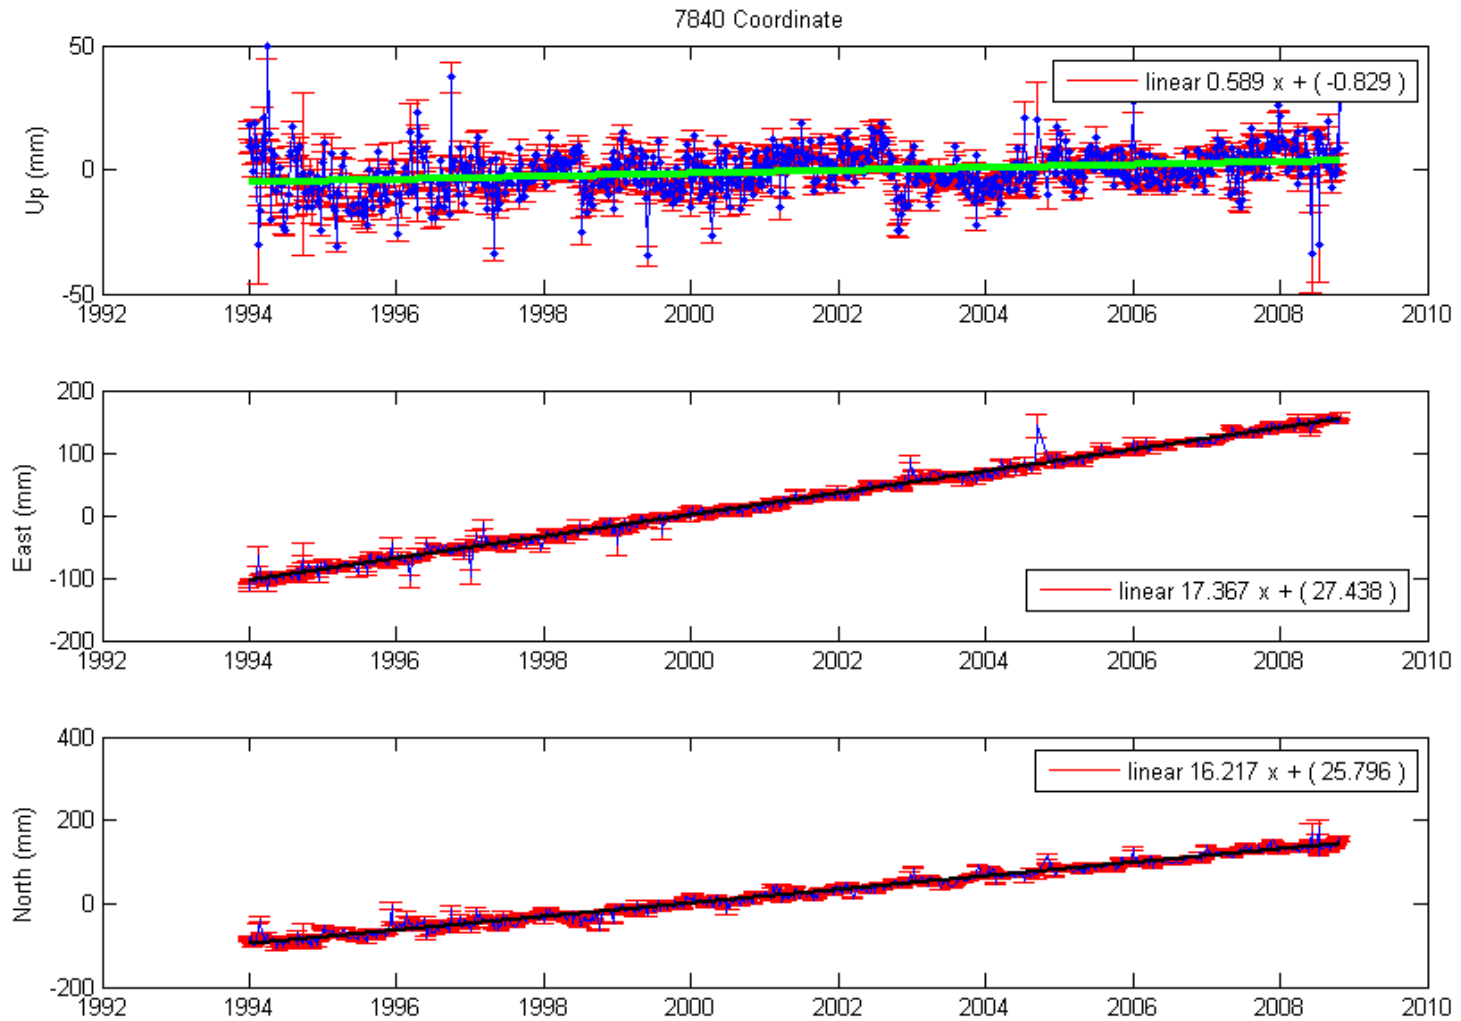 7840 Coordinate
50
linear 0.589 x + ( -0.829 )
Up (mm)
0
-50
1992 1994 1996 1998 2000 2002 2004 2006 2008 2010
200
100
East (mm)
0
-100
linear 17.367 x + ( 27.438 )
-200
1992 1994 1996 1998 2000 2002 2004 2006 2008 2010
400
linear 16.217 x + ( 25.796 )
200
North (mm)
0
-200
1992 1994 1996 1998 2000 2002 2004 2006 2008 2010